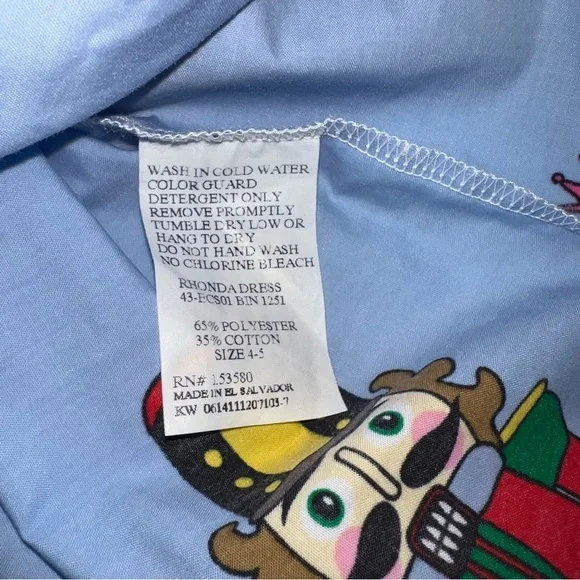 WASH IN COLD WATER
COLOR GUARD
DETERGENT ONLY
REMOVE PROMPTLY
TUMBLE DRY LOW OR
HANG TO DRY
DO NOT HAND WASH
NO CHLORINE BLEACH
RHONDA DRESS
43-ECS01 BIN 1251
65% POLYESTER
35% COTTON
SIZE 4-5
RN# 153580
MADE IN EL SALVADOR
KW 0614111207103-7